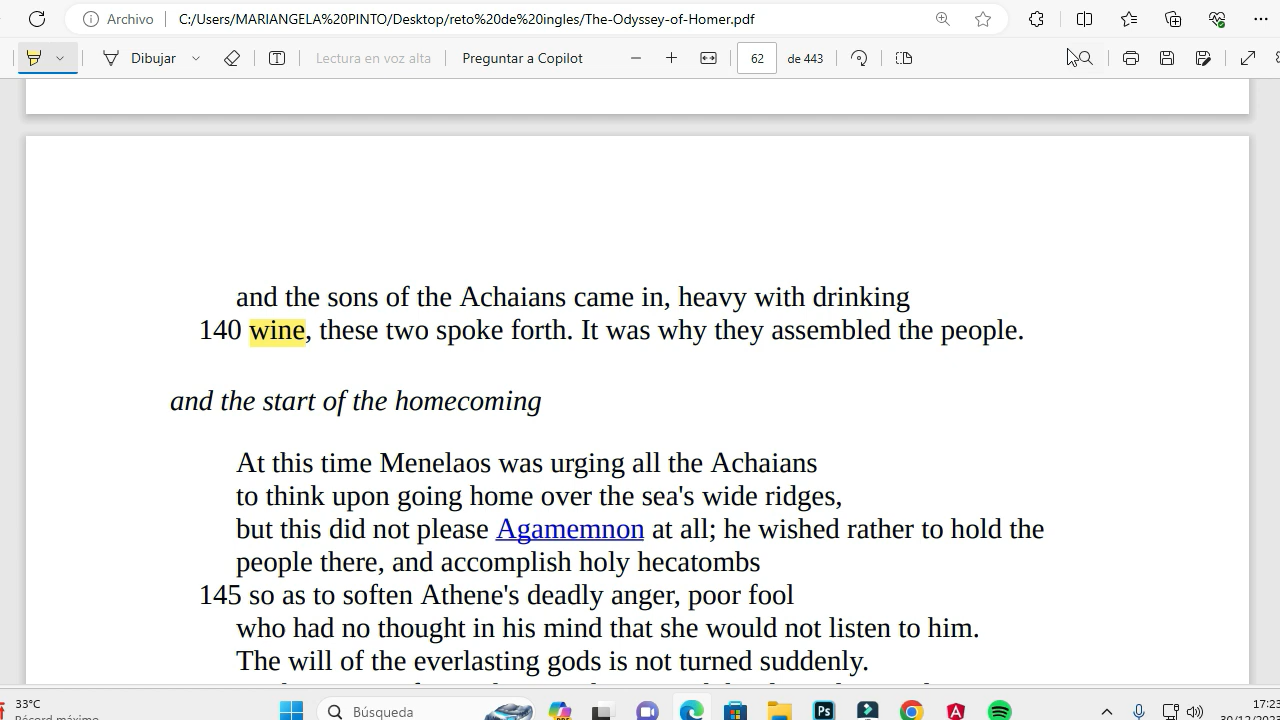 Archivo C:/Users/MARIANGELA%20PINTO/Desktop/reto%20de%20ingles/The-Odyssey-of-Homer.pdf
Dibujar Lectura en voz alta Preguntar a Copilot 62 de 443
and the sons of the Achaians came in, heavy with drinking
140 wine, these two spoke forth. It was why they assembled the people.
and the start of the homecoming
At this time Menelaos was urging all the Achaians
to think upon going home over the sea's wide ridges,
but this did not please Agamemnon at all; he wished rather to hold the
people there, and accomplish holy hecatombs
145 so as to soften Athene's deadly anger, poor fool
who had no thought in his mind that she would not listen to him.
The will of the everlasting gods is not turned suddenly.
33°C
Récord máximo
Búsqueda
Ps
17:23